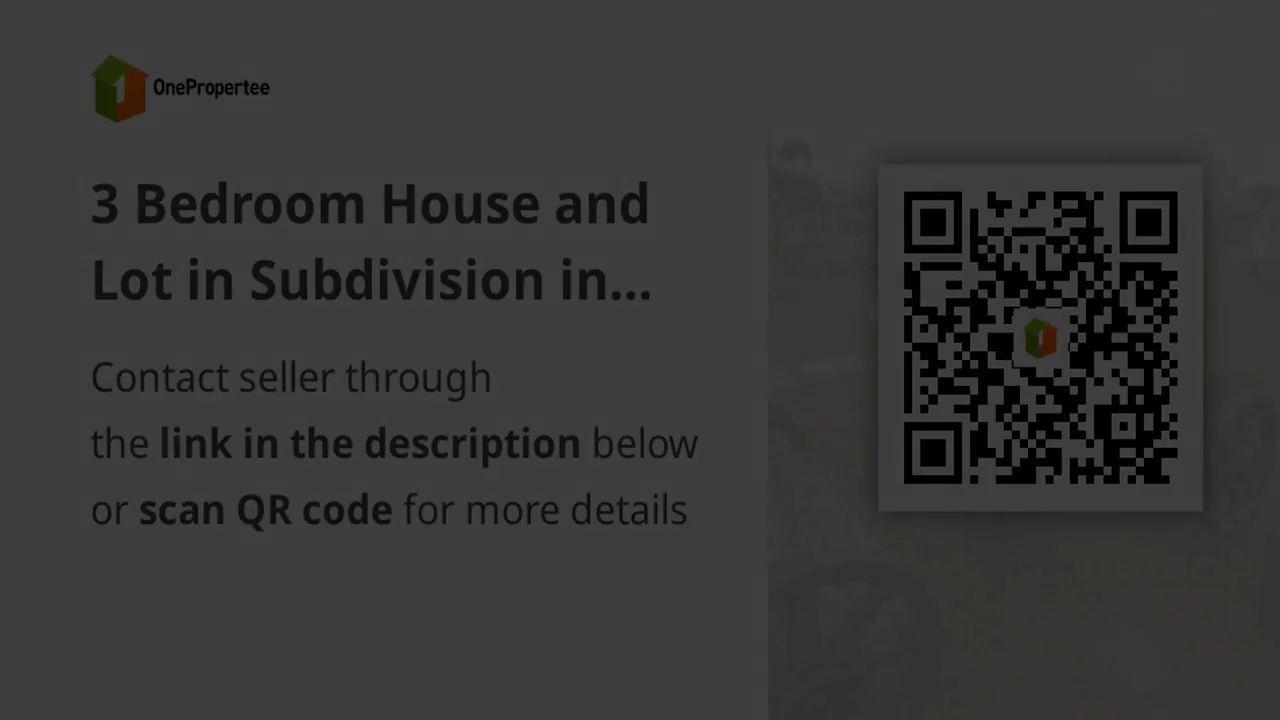 OnePropertee
3 Bedroom House and
Lot in Subdivision in...
Contact seller through
the link in the description below
or scan QR code for more details